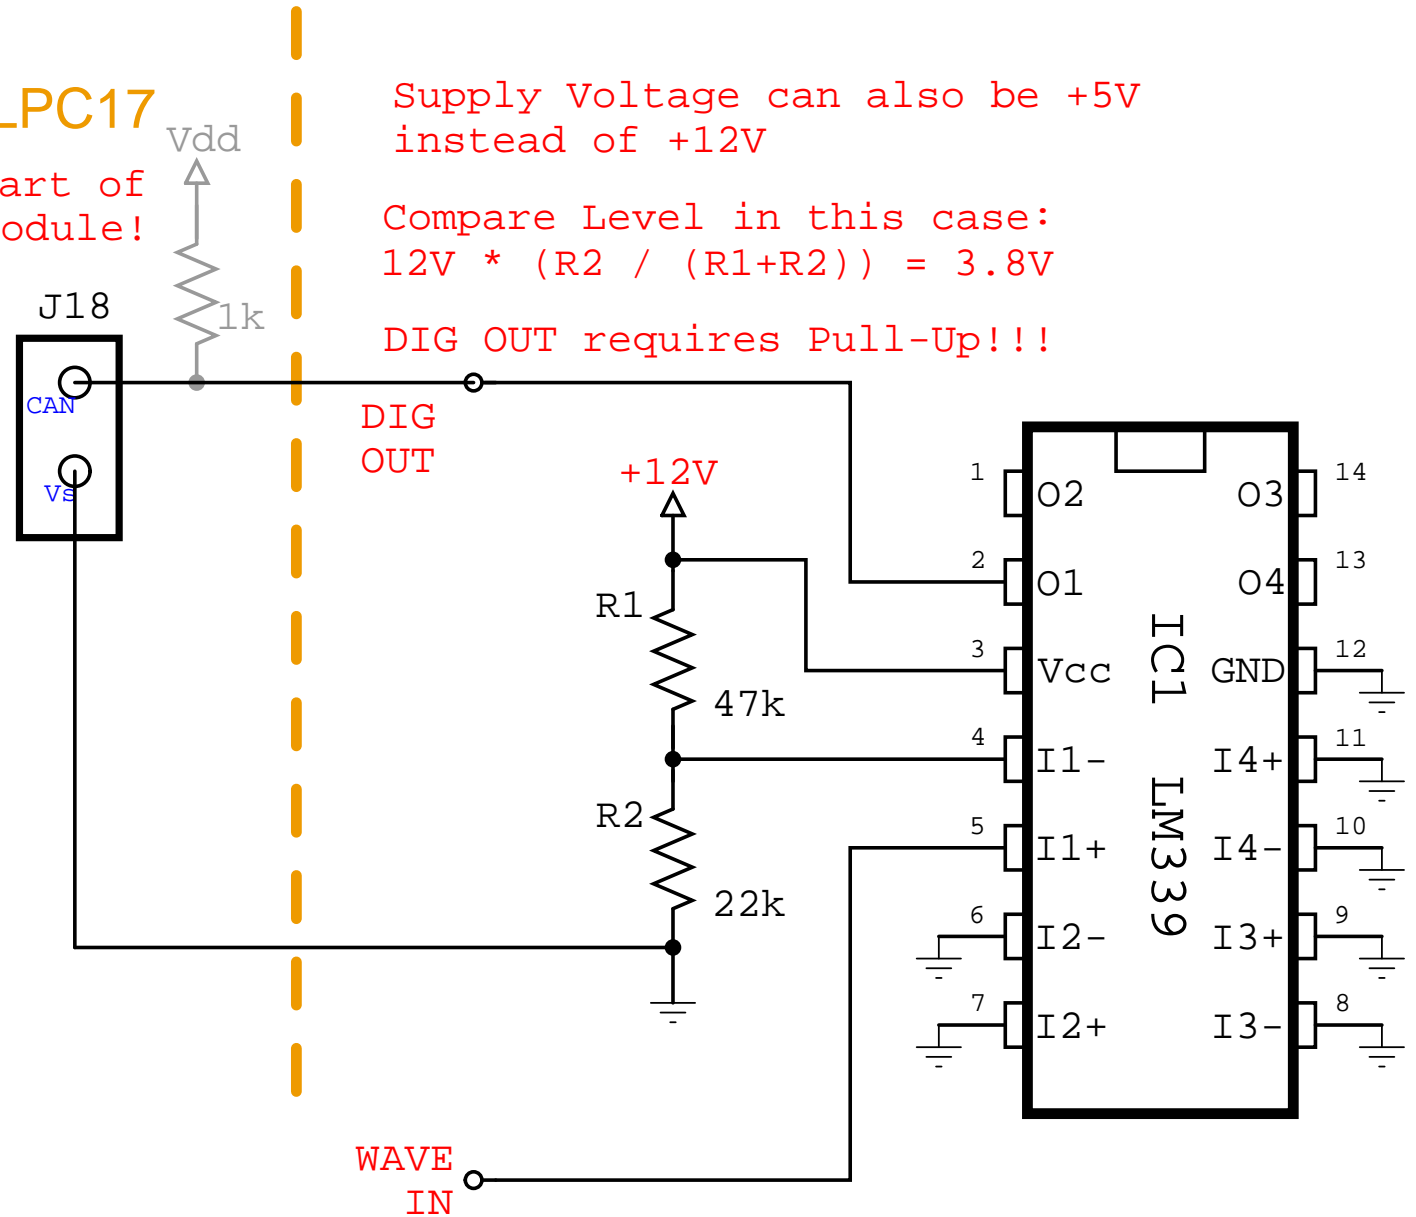 LPC17
Vdd
art of
odule!
1k
J18
CAN
Vs
Supply Voltage can also be +5V
instead of +12V
Compare Level in this case:
12V * (R2 / (R1+R2)) = 3.8V
DIG OUT requires Pull-Up!!!
DIG
OUT
+12V
R1
47k
R2
22k
WAVE
IN
1 O2 O3 14
2 O1 O4 13
3 Vcc GND 12
4 I1- I4+ 11
5 I1+ I4- 10
6 I2- I3+ 9
7 I2+ I3- 8
IC1 LM339